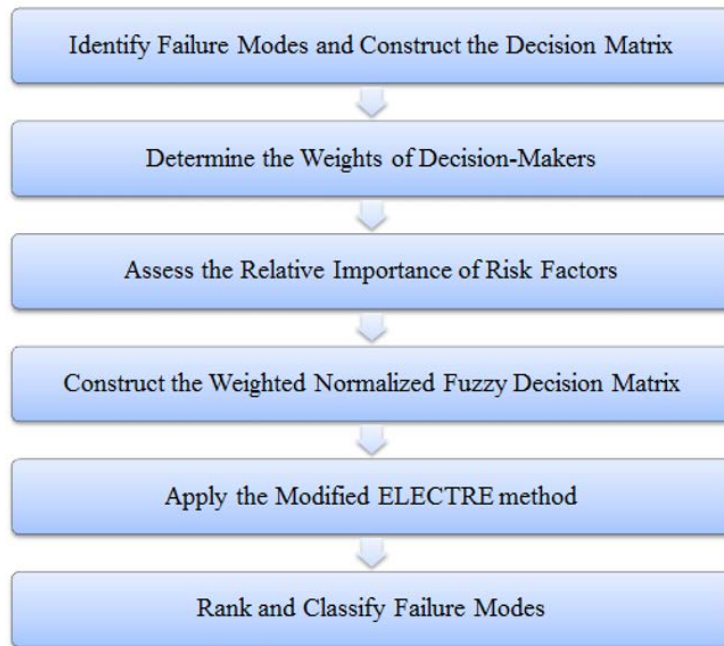 Identify Failure Modes and Construct the Decision Matrix
Determine the Weights of Decision-Makers
Assess the Relative Importance of Risk Factors
Construct the Weighted Normalized Fuzzy Decision Matrix
Apply the Modified ELECTRE method
Rank and Classify Failure Modes